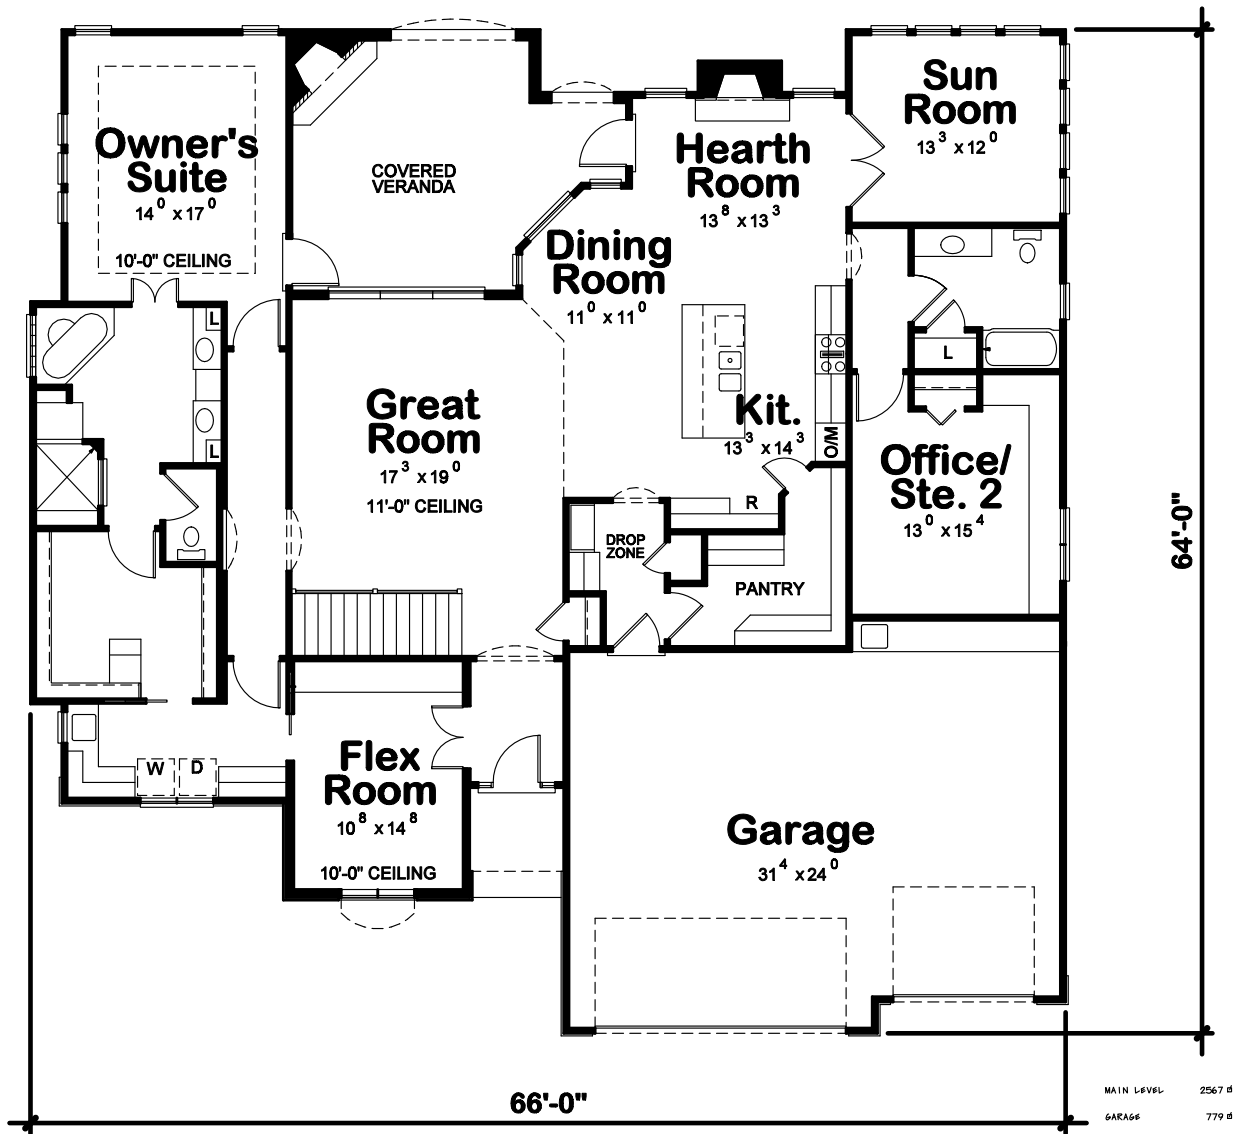 Owner's
Suite
14⁰ x 17⁰
10'-0" CEILING
COVERED
VERANDA
Hearth
Room
13⁸ x 13³
Sun
Room
13³ x 12⁰
Dining
Room
11⁰ x 11⁰
L
L
L
Great
Room
17³ x 19⁰
11'-0" CEILING
Kit.
13³ x 14³
O/M
R
Office/
Ste. 2
13⁰ x 15⁴
DROP
ZONE
PANTRY
64'-0"
W
D
Flex
Room
10⁸ x 14⁸
10'-0" CEILING
Garage
31⁴ x 24⁰
66'-0"
MAIN LEVEL 2567
GARAGE 779